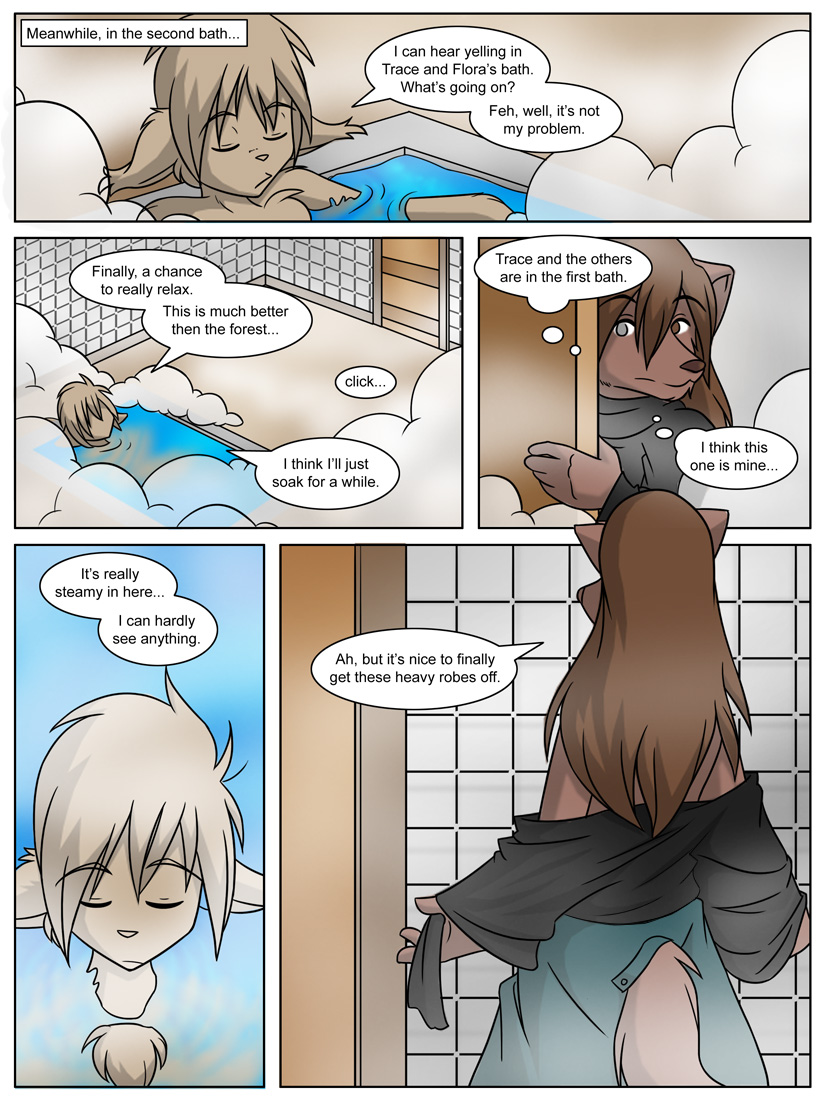 Meanwhile, in the second bath...
I can hear yelling in
Trace and Flora's bath.
What's going on?
Feh, well, it's not
my problem.
Finally, a chance
to really relax.
This is much better
then the forest...
click...
I think I'll just
soak for a while.
Trace and the others
are in the first bath.
I think this
one is mine...
It's really
steamy in here...
I can hardly
see anything.
Ah, but it's nice to finally
get these heavy robes off.